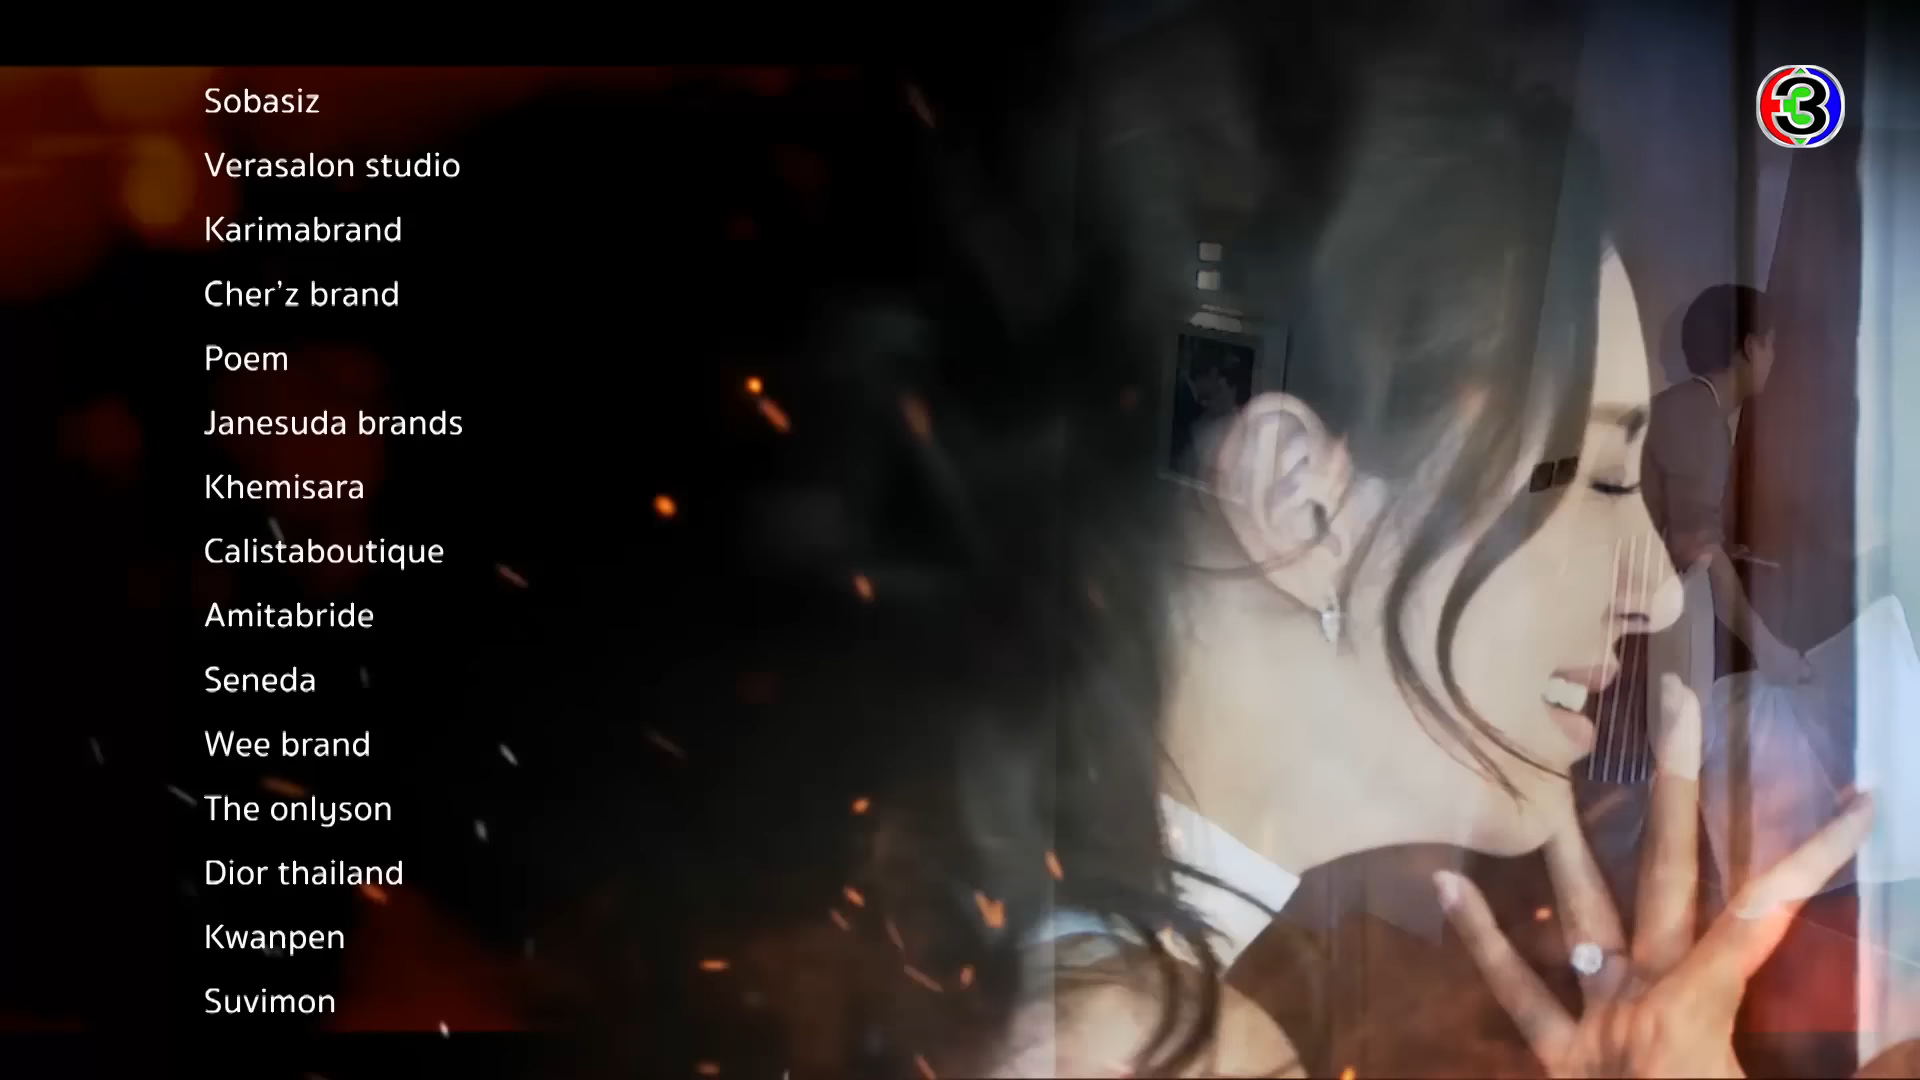 Sobasiz
Verasalon studio
Karimabrand
Cher'z brand
Poem
Janesuda brands
Khemisara
Calistaboutique
Amitabride
Seneda
Wee brand
The onlyson
Dior thailand
Kwanpen
Suvimon
3